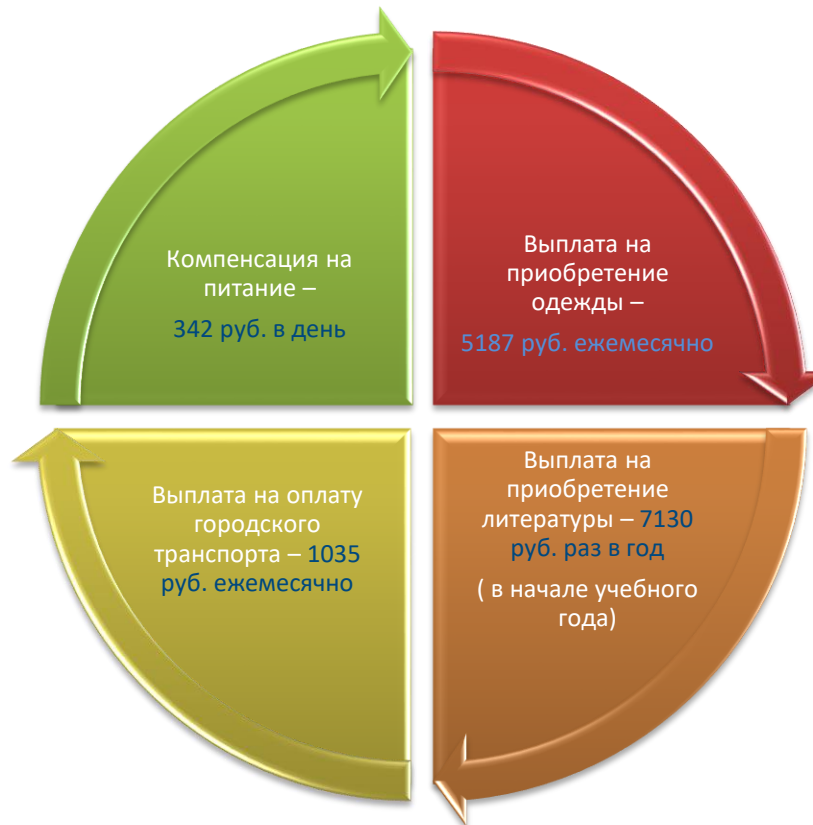 Компенсация на
питание –
342 руб. в день
Выплата на
приобретение
одежды –
5187 руб. ежемесячно
Выплата на оплату
городского
транспорта – 1035
руб. ежемесячно
Выплата на
приобретение
литературы – 7130
руб. раз в год
( в начале учебного
года)